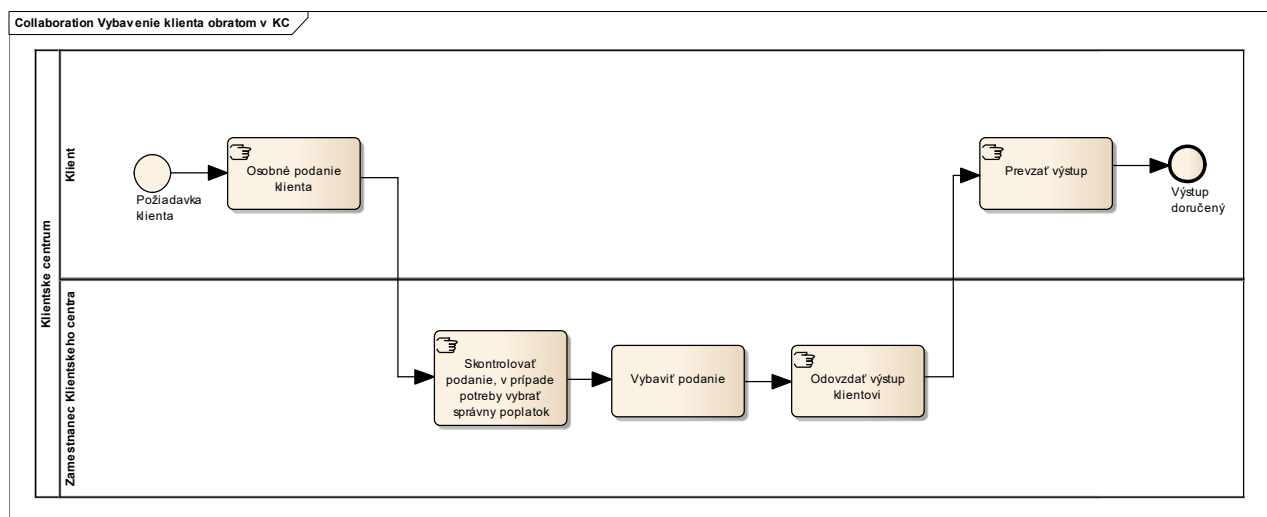 Collaboration Vybavenie klienta obratom v KC
Klientske centrum
Klient
Požiadavka
klienta
Osobné podanie
klienta
Prevzať výstup
Výstup
doručený
Zamestnanec Klientskeho centra
Skontrolovať
podanie, v prípade
potreby vybrať
správny poplatok
Vybaviť podanie
Odovzdať výstup
klientovi